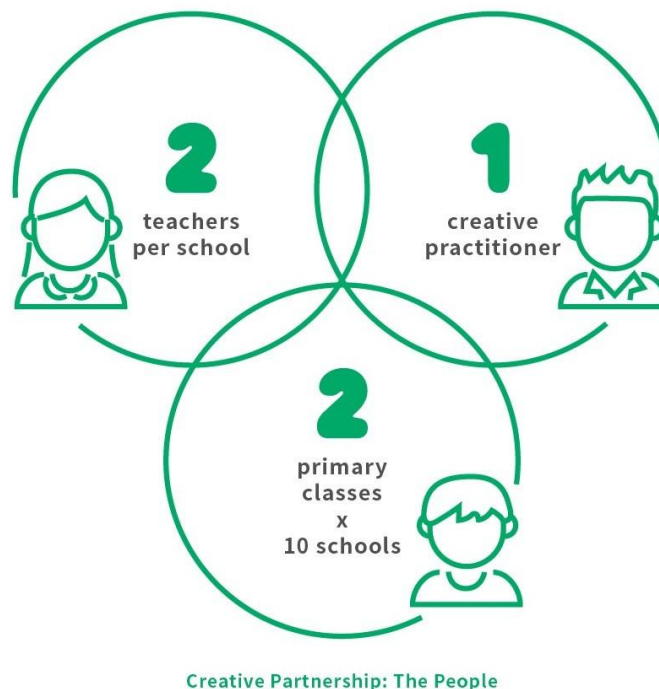 2
teachers
per school
1
creative
practitioner
2
primary
classes
x
10 schools
Creative Partnership: The People